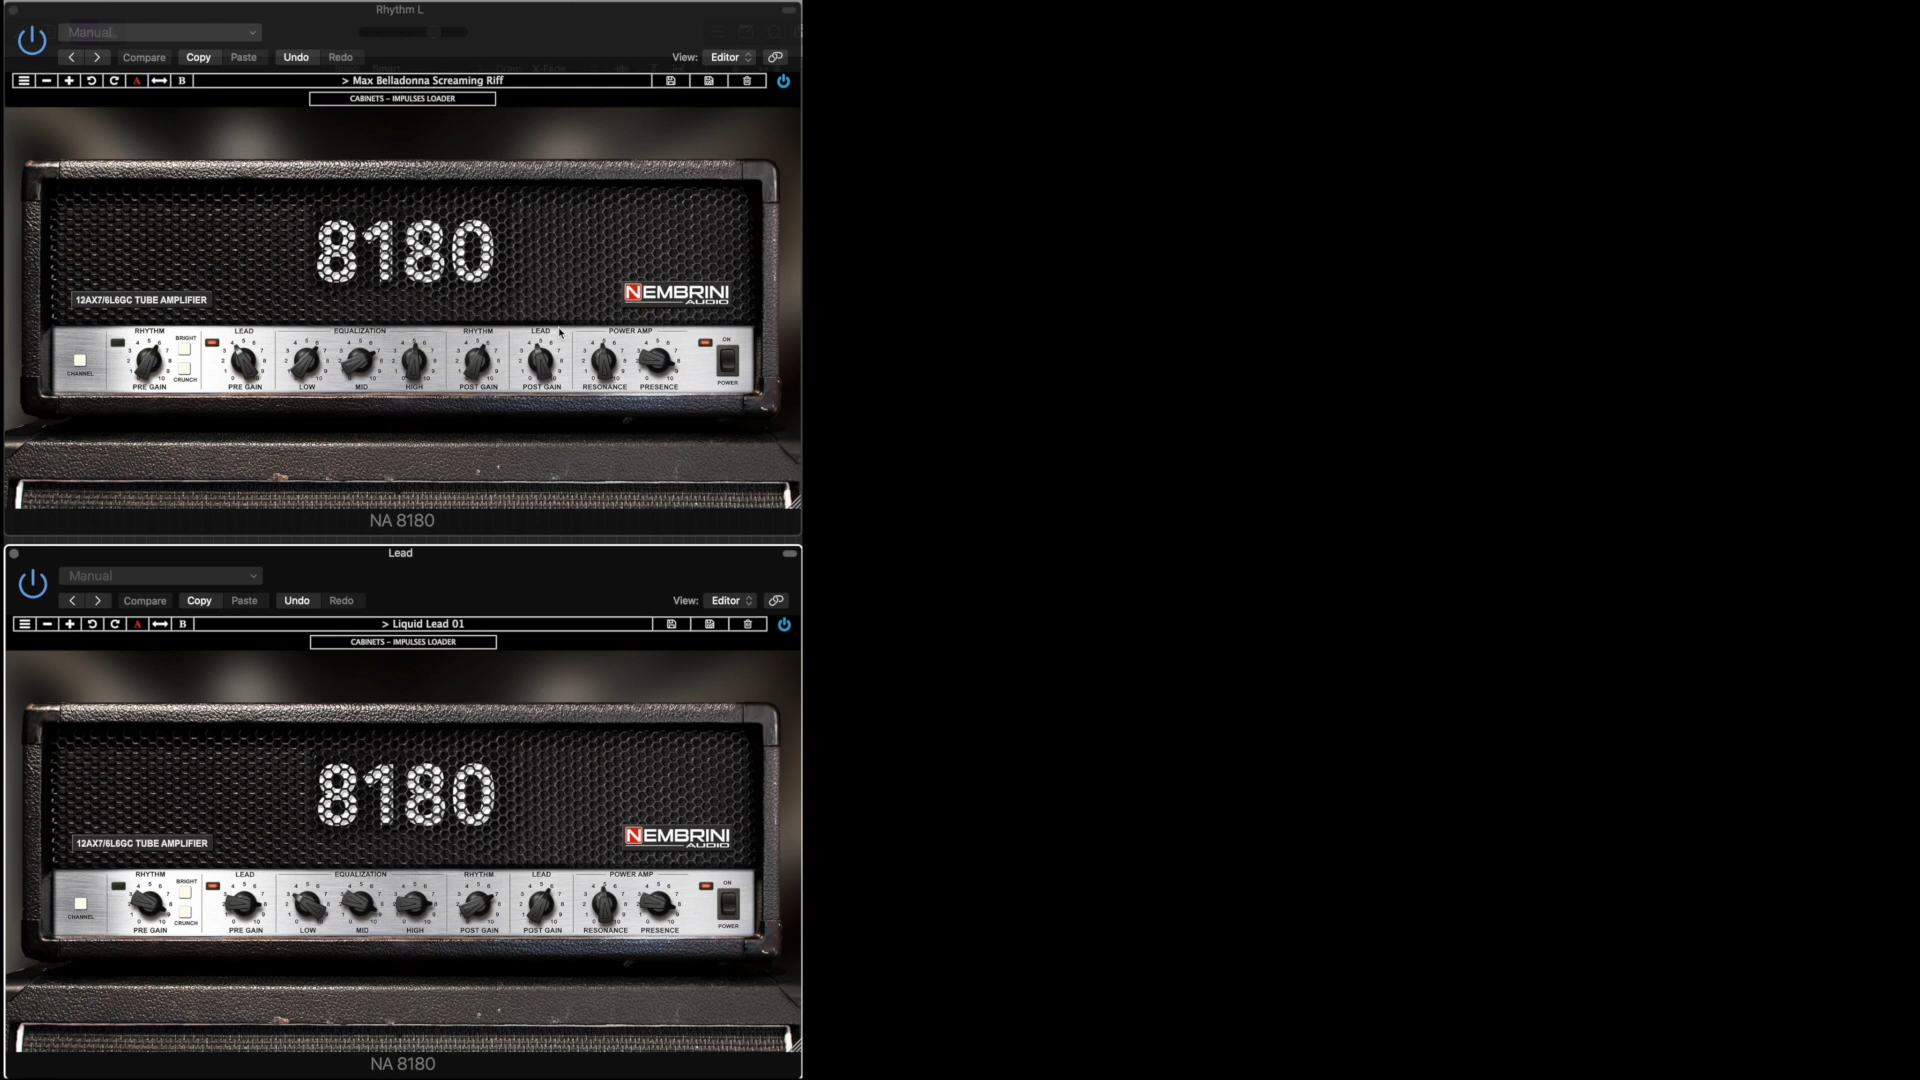 Rhythm L
Manual
Compare Copy Paste Undo Redo View: Editor
A B > Max Belladonna Screaming Riff
CABINETS – IMPULSES LOADER
8180
NEMBRINI
AUDIO
12AX7/6L6GC TUBE AMPLIFIER
RHYTHM LEAD EQUALIZATION RHYTHM LEAD POWER AMP
BRIGHT ON
CHANNEL CRUNCH POWER
PRE GAIN PRE GAIN LOW MID HIGH POST GAIN POST GAIN RESONANCE PRESENCE
NA 8180
Lead
Manual
Compare Copy Paste Undo Redo View: Editor
A B > Liquid Lead 01
CABINETS – IMPULSES LOADER
8180
NEMBRINI
AUDIO
12AX7/6L6GC TUBE AMPLIFIER
RHYTHM LEAD EQUALIZATION RHYTHM LEAD POWER AMP
BRIGHT ON
CHANNEL CRUNCH POWER
PRE GAIN PRE GAIN LOW MID HIGH POST GAIN POST GAIN RESONANCE PRESENCE
NA 8180